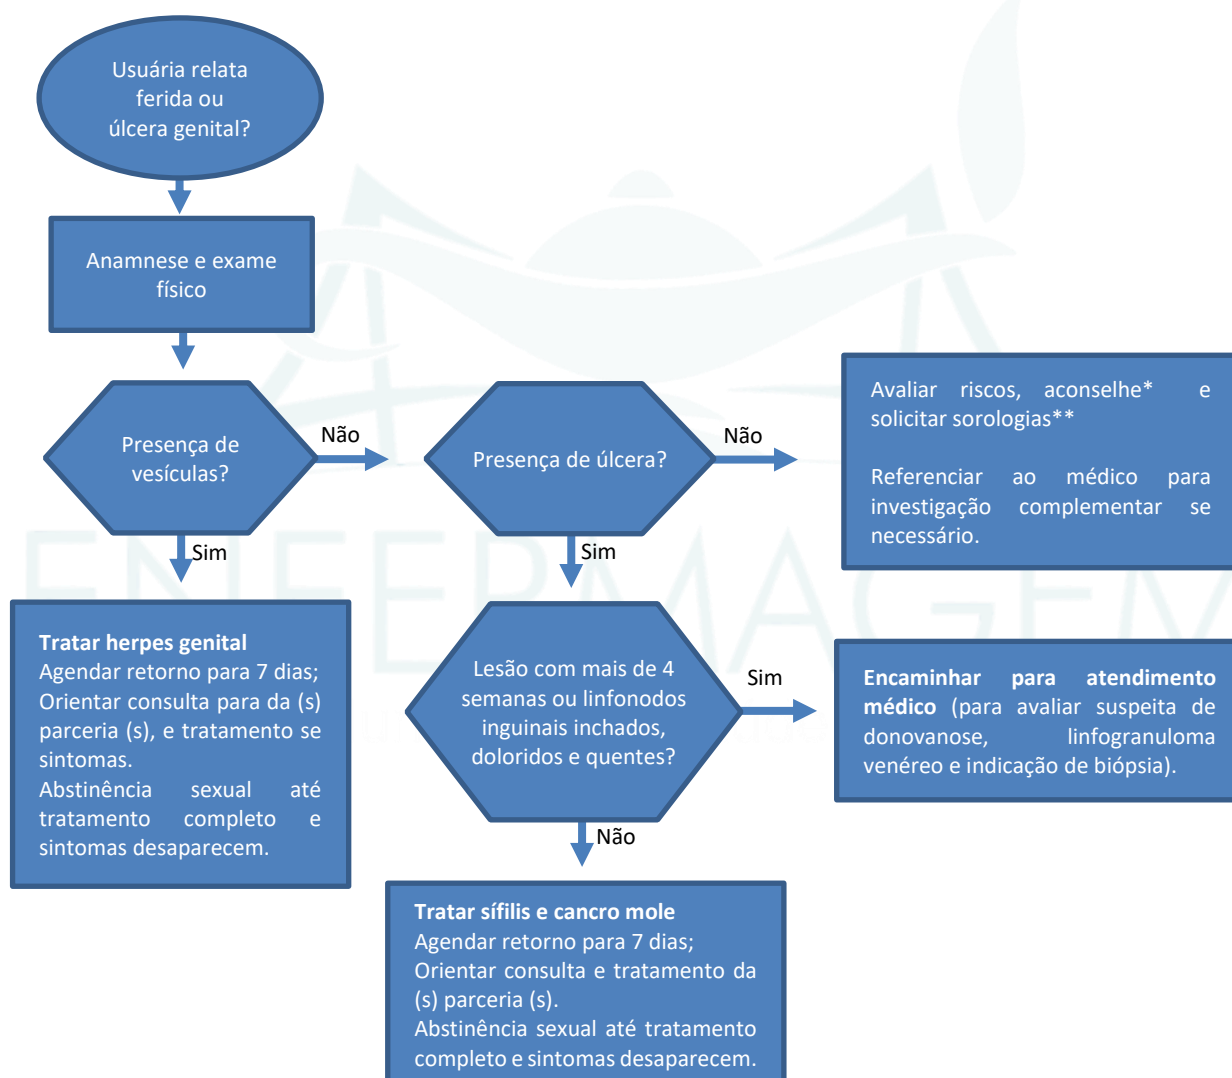 Usuária relata
ferida ou
úlcera genital?
Anamnese e exame
físico
Presença de
vesículas?
Não
Presença de úlcera?
Não
Avaliar riscos, aconselhe* e
solicitar sorologias**
Referenciar ao médico para
investigação complementar se
necessário.
Sim
Sim
Tratar herpes genital
Agendar retorno para 7 dias;
Orientar consulta para da (s)
parceria (s), e tratamento se
sintomas.
Abstinência sexual até
tratamento completo e
sintomas desaparecem.
Lesão com mais de 4
semanas ou linfonodos
inguinais inchados,
doloridos e quentes?
Sim
Encaminhar para atendimento
médico (para avaliar suspeita de
donovanose, linfogranuloma
venéreo e indicação de biópsia).
Não
Tratar sífilis e cancro mole
Agendar retorno para 7 dias;
Orientar consulta e tratamento da
(s) parceria (s).
Abstinência sexual até tratamento
completo e sintomas desaparecem.
ENFERMAGEM